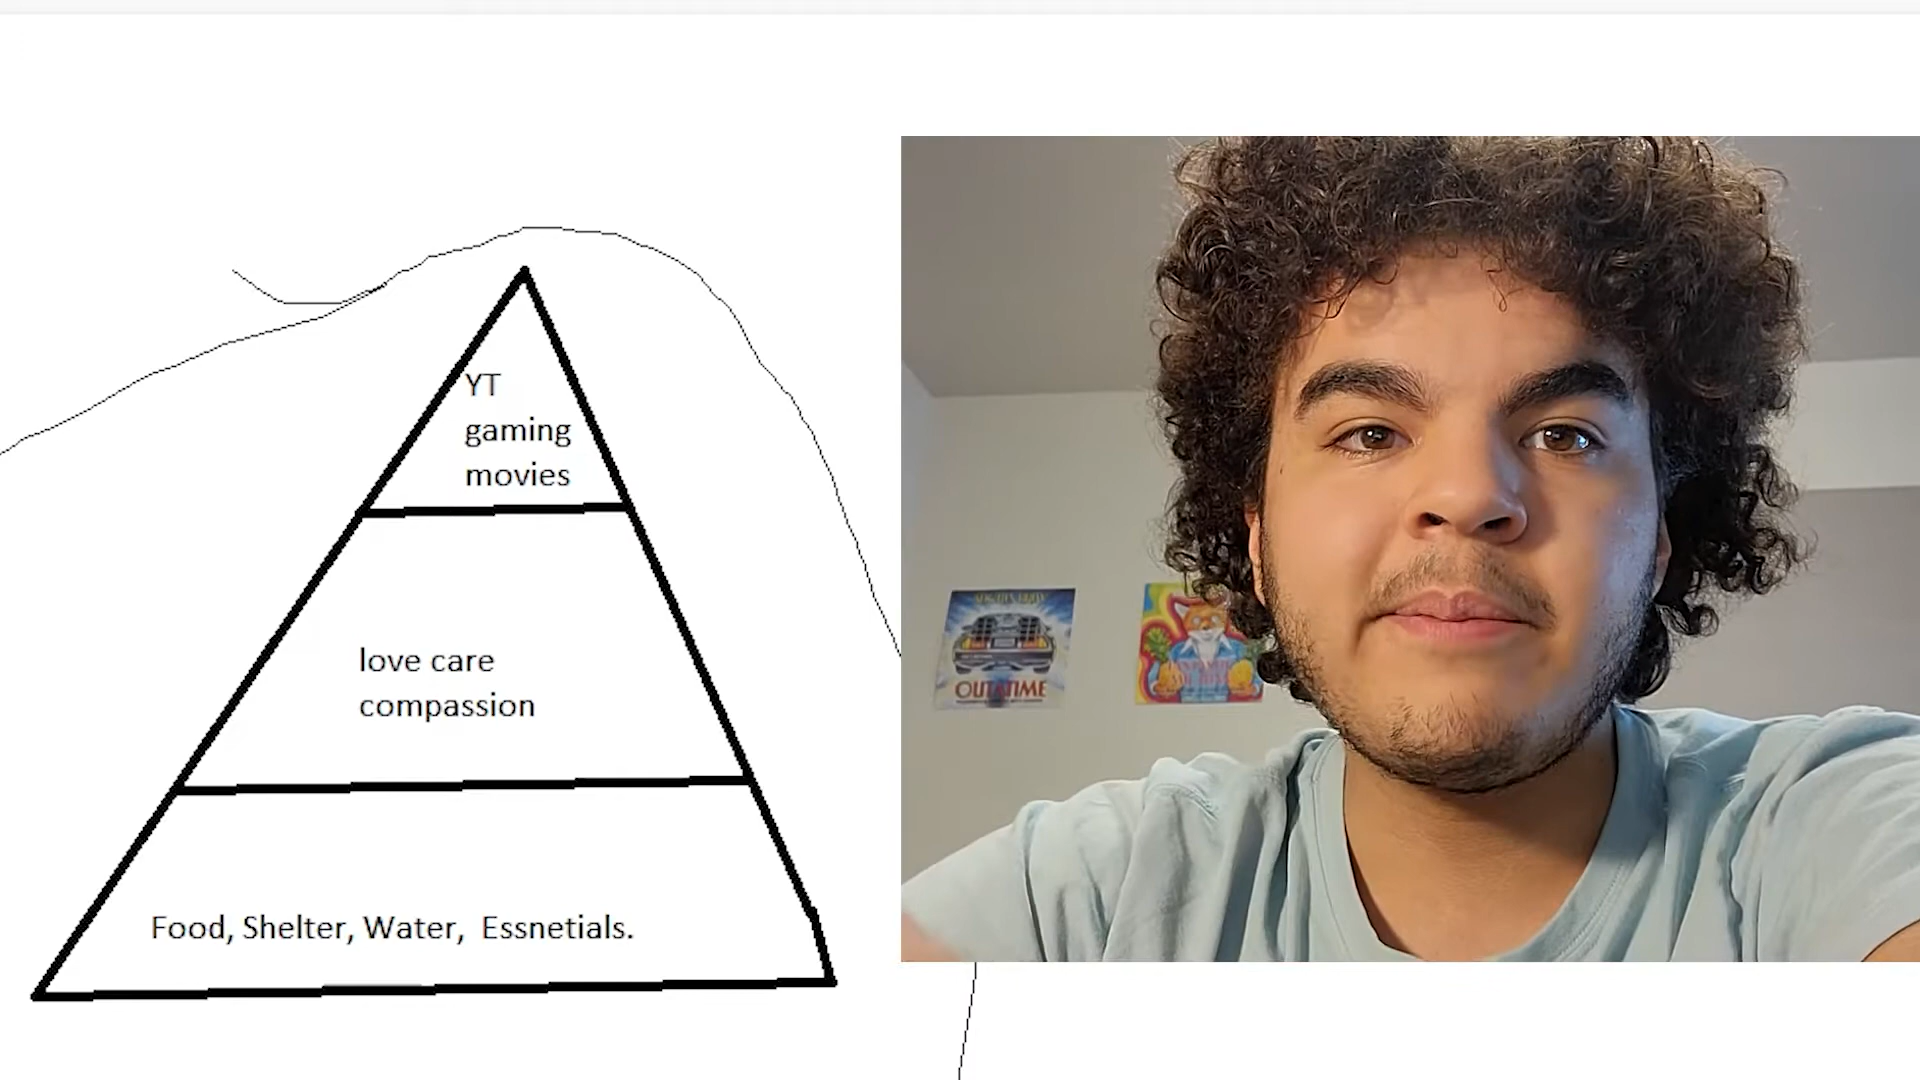 YT
gaming
movies
love care
compassion
Food, Shelter, Water, Essnetials.
OUTATIME